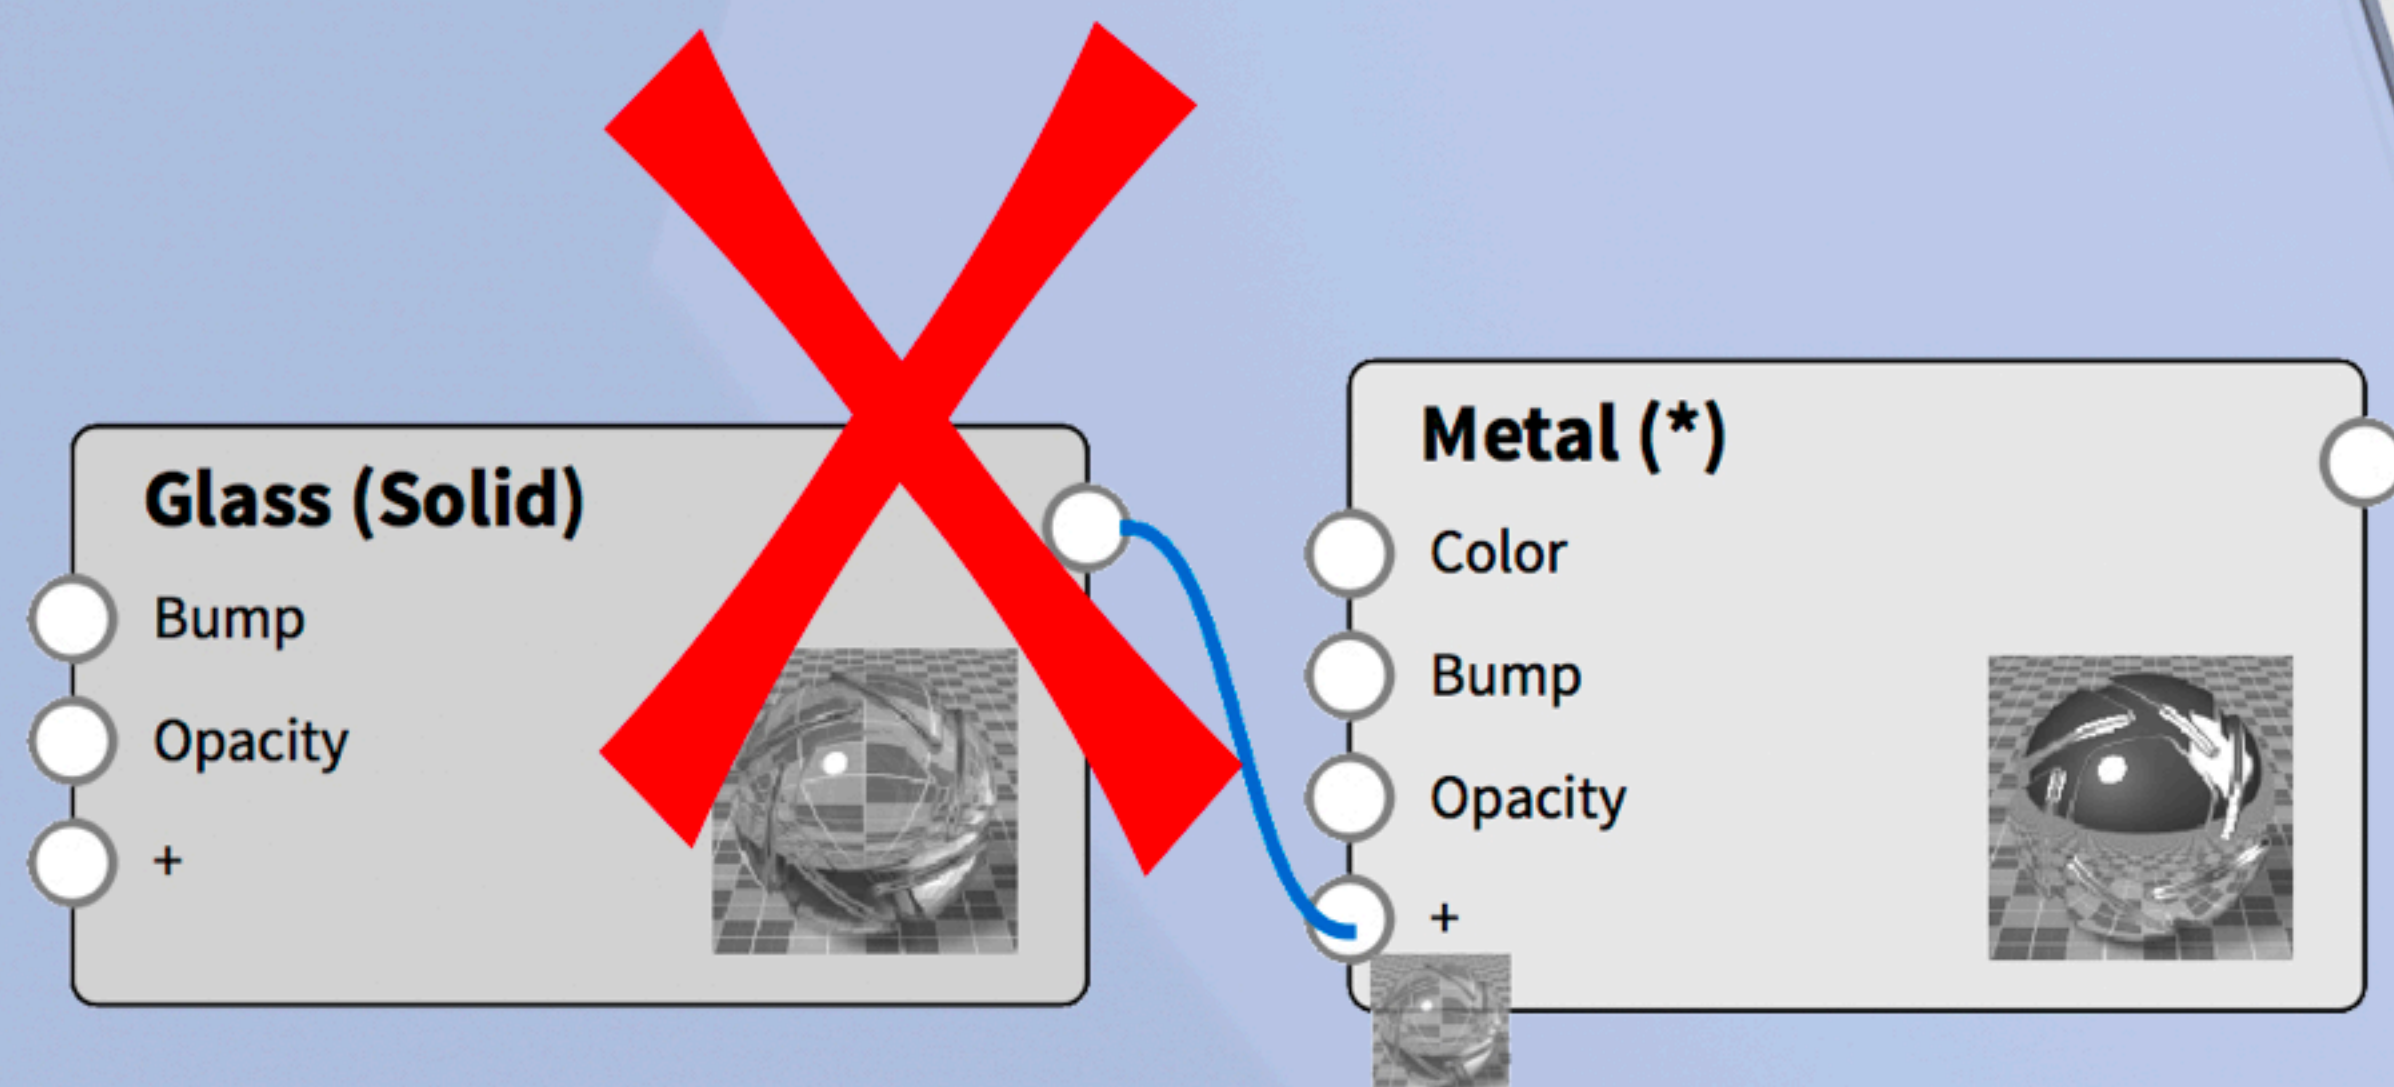 Glass (Solid)
Bump
Opacity
+
Metal (*)
Color
Bump
Opacity
+